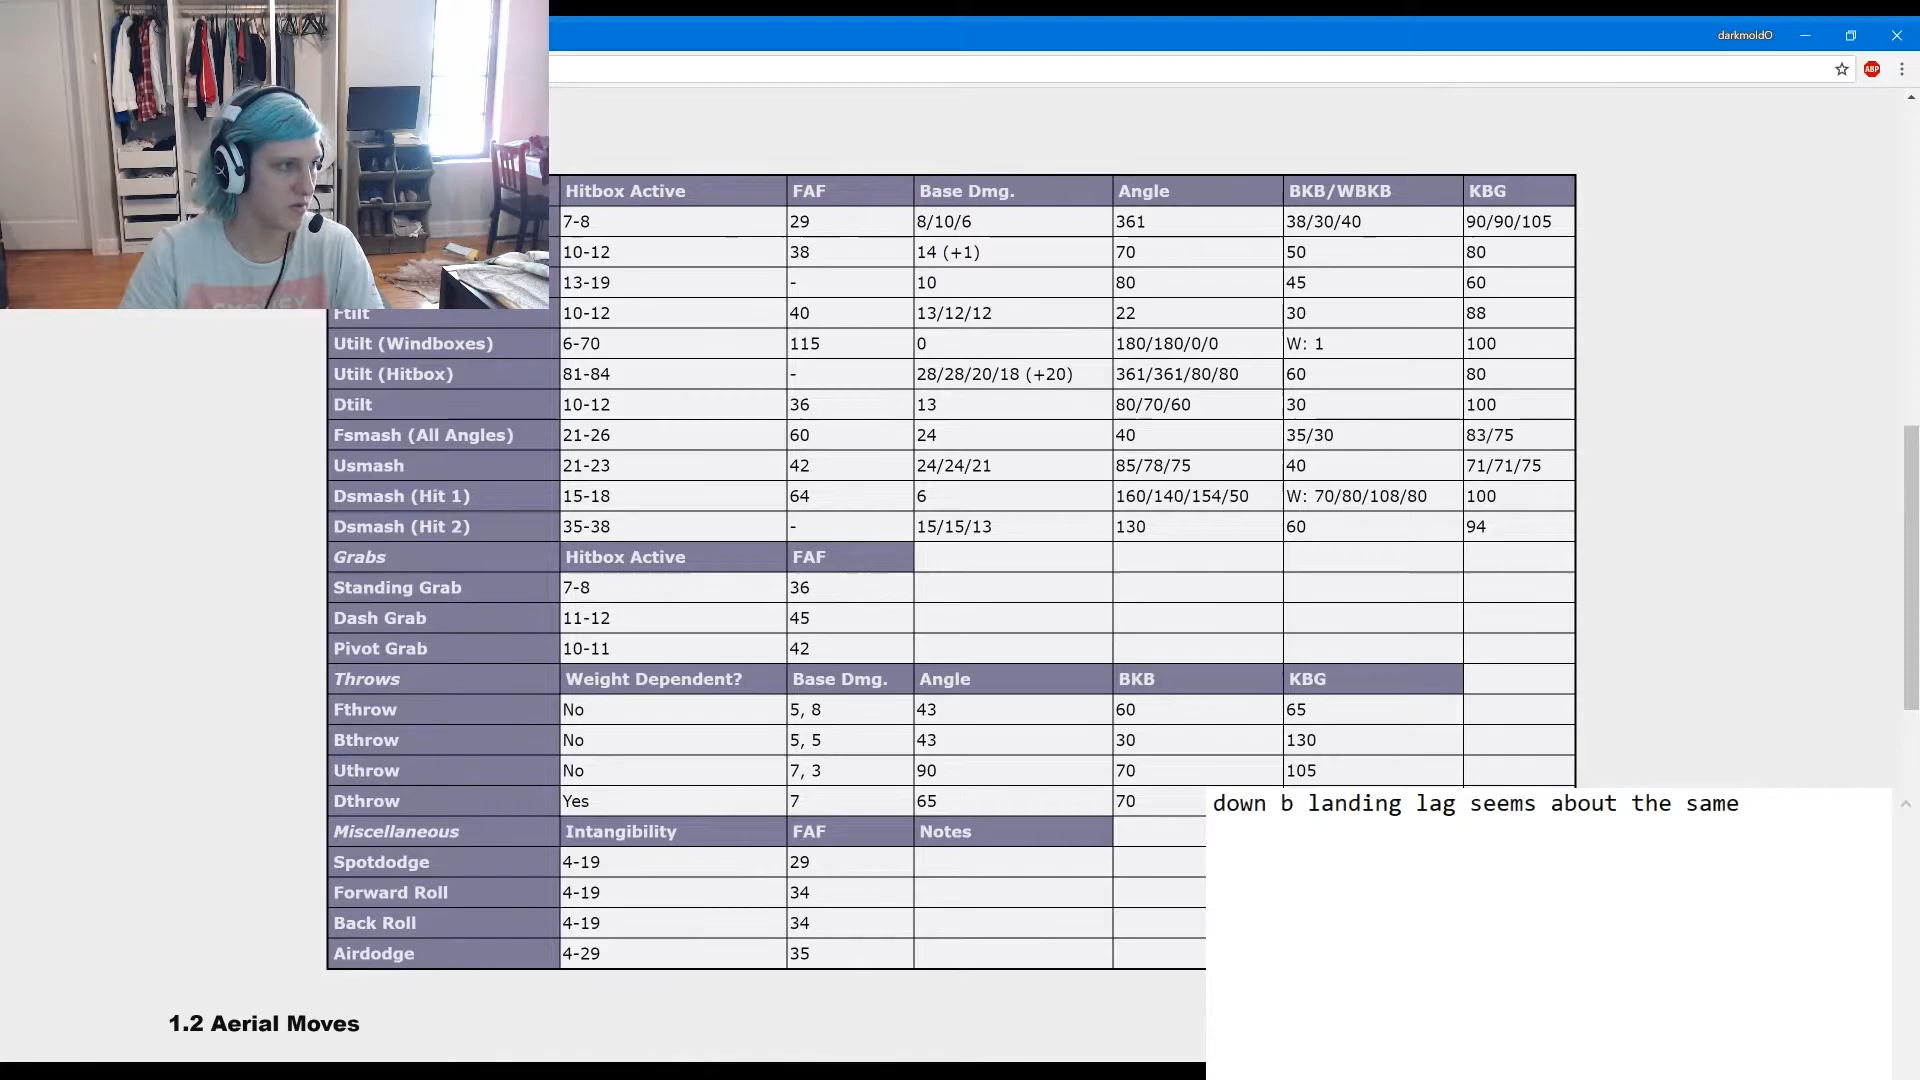 darkmoldO
ABP
Hitbox Active FAF Base Dmg. Angle BKB/WBKB KBG
7-8 29 8/10/6 361 38/30/40 90/90/105
10-12 38 14 (+1) 70 50 80
13-19 - 10 80 45 60
Ftilt 10-12 40 13/12/12 22 30 88
Utilt (Windboxes) 6-70 115 0 180/180/0/0 W: 1 100
Utilt (Hitbox) 81-84 - 28/28/20/18 (+20) 361/361/80/80 60 80
Dtilt 10-12 36 13 80/70/60 30 100
Fsmash (All Angles) 21-26 60 24 40 35/30 83/75
Usmash 21-23 42 24/24/21 85/78/75 40 71/71/75
Dsmash (Hit 1) 15-18 64 6 160/140/154/50 W: 70/80/108/80 100
Dsmash (Hit 2) 35-38 - 15/15/13 130 60 94
Grabs Hitbox Active FAF
Standing Grab 7-8 36
Dash Grab 11-12 45
Pivot Grab 10-11 42
Throws Weight Dependent? Base Dmg. Angle BKB KBG
Fthrow No 5, 8 43 60 65
Bthrow No 5, 5 43 30 130
Uthrow No 7, 3 90 70 105
Dthrow Yes 7 65 70
down b landing lag seems about the same
Miscellaneous Intangibility FAF Notes
Spotdodge 4-19 29
Forward Roll 4-19 34
Back Roll 4-19 34
Airdodge 4-29 35
1.2 Aerial Moves